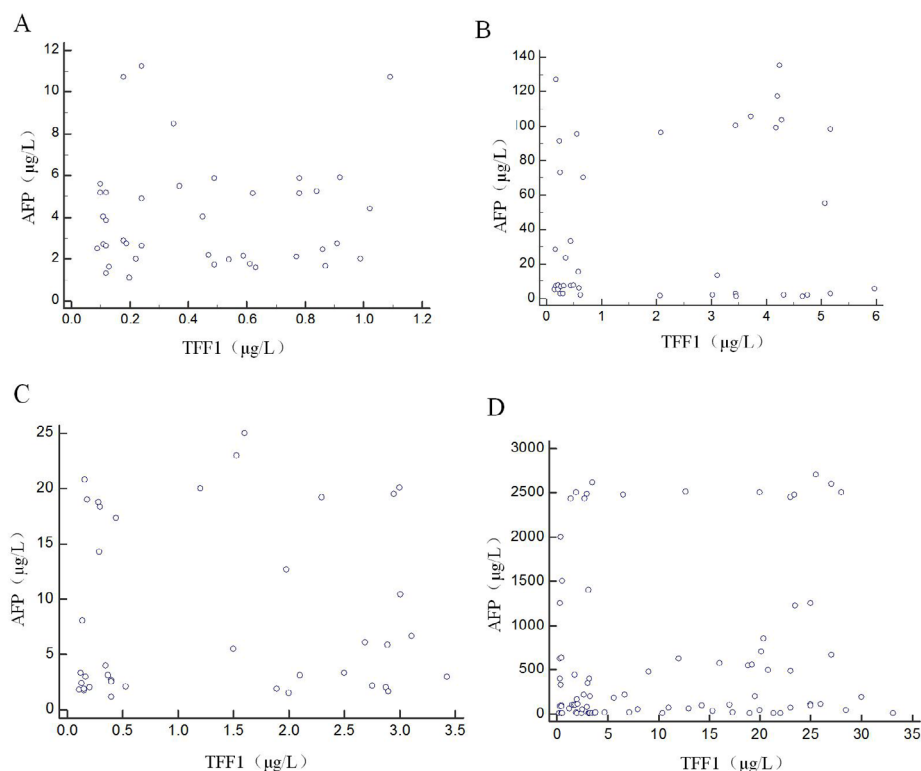 A
12
10
8
6
4
2
0
AFP（μg/L）
0.0 0.2 0.4 0.6 0.8 1.0 1.2
TFF1（μg/L）
B
140
120
100
80
60
40
20
0
AFP（μg/L）
0 1 2 3 4 5 6
TFF1（μg/L）
C
25
20
15
10
5
0
AFP（μg/L）
0.0 0.5 1.0 1.5 2.0 2.5 3.0 3.5
TFF1（μg/L）
D
3000
2500
2000
1500
1000
500
0
AFP（μg/L）
0 5 10 15 20 25 30 35
TFF1（μg/L）